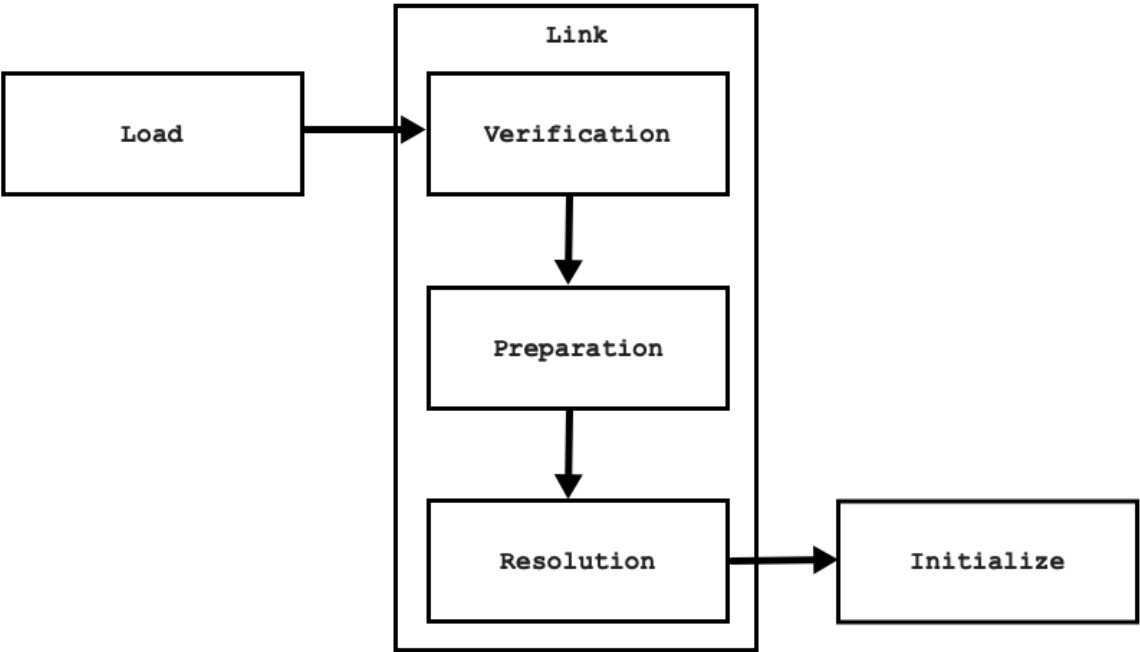 Link
Load
Verification
Preparation
Resolution
Initialize